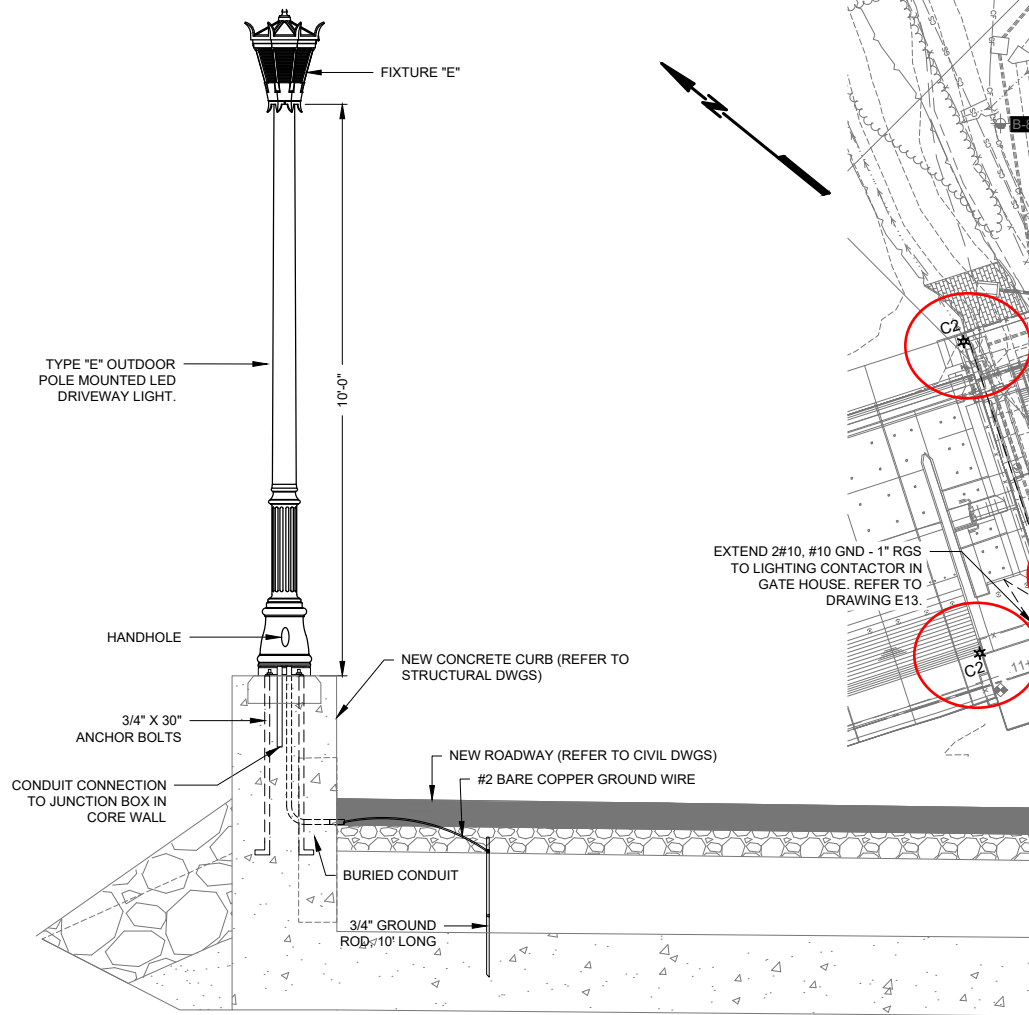 FIXTURE "E"
N
B-8
C2
TYPE "E" OUTDOOR
POLE MOUNTED LED
DRIVEWAY LIGHT.
10'-0"
EXTEND 2#10, #10 GND - 1" RGS
TO LIGHTING CONTACTOR IN
GATE HOUSE. REFER TO
DRAWING E13.
HANDHOLE
C2
11+
NEW CONCRETE CURB (REFER TO
STRUCTURAL DWGS)
3/4" X 30"
ANCHOR BOLTS
NEW ROADWAY (REFER TO CIVIL DWGS)
#2 BARE COPPER GROUND WIRE
CONDUIT CONNECTION
TO JUNCTION BOX IN
CORE WALL
BURIED CONDUIT
3/4" GROUND
ROD, 10' LONG